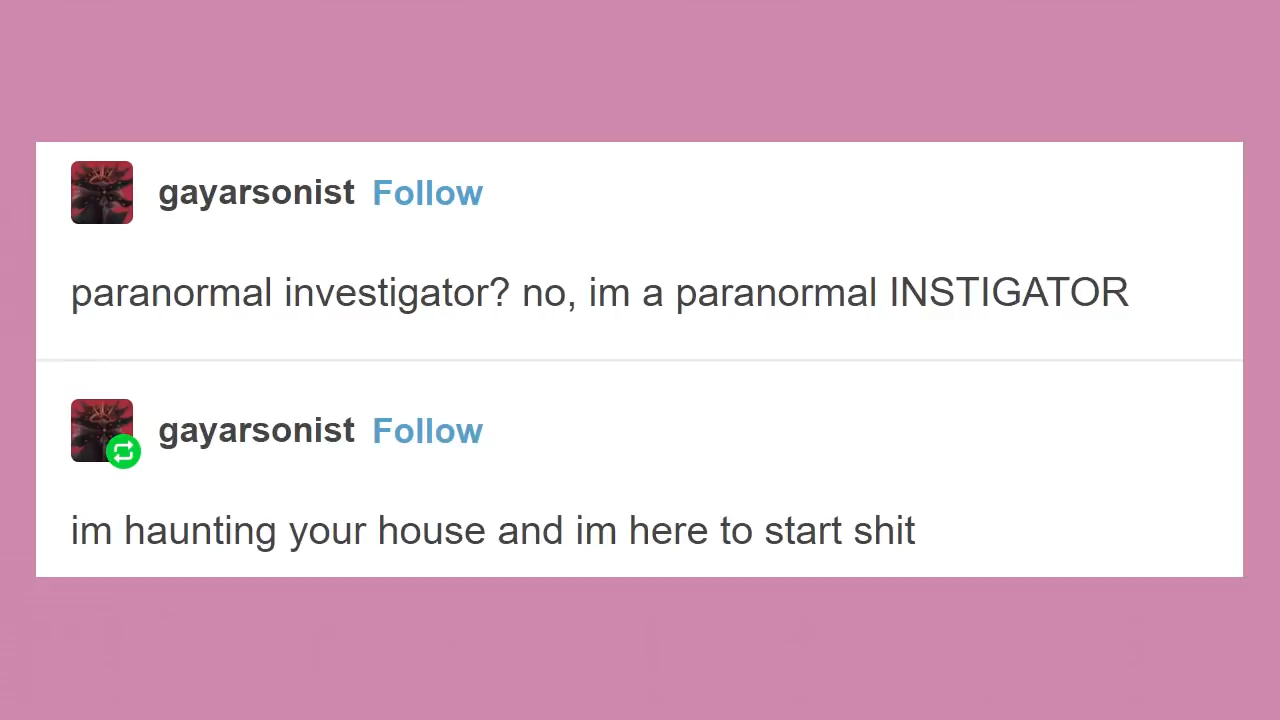 gayarsonist Follow
paranormal investigator? no, im a paranormal INSTIGATOR
gayarsonist Follow
im haunting your house and im here to start shit